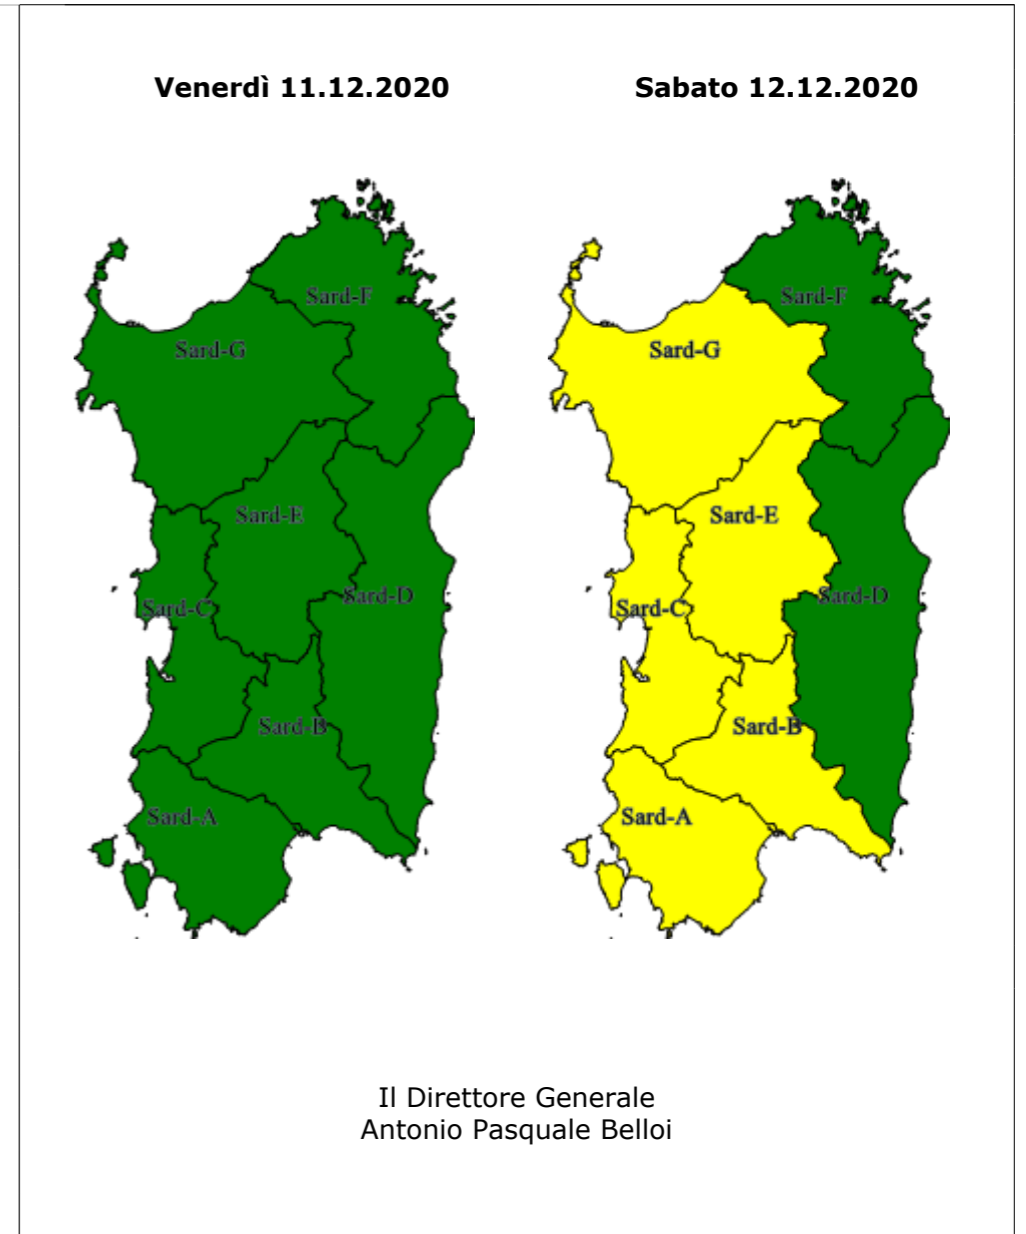 Venerdì 11.12.2020
Sabato 12.12.2020
Sard-F
Sard-G
Sard-E
Sard-C
Sard-D
Sard-B
Sard-A
Sard-F
Sard-G
Sard-E
Sard-C
Sard-D
Sard-B
Sard-A
Il Direttore Generale
Antonio Pasquale Belloi